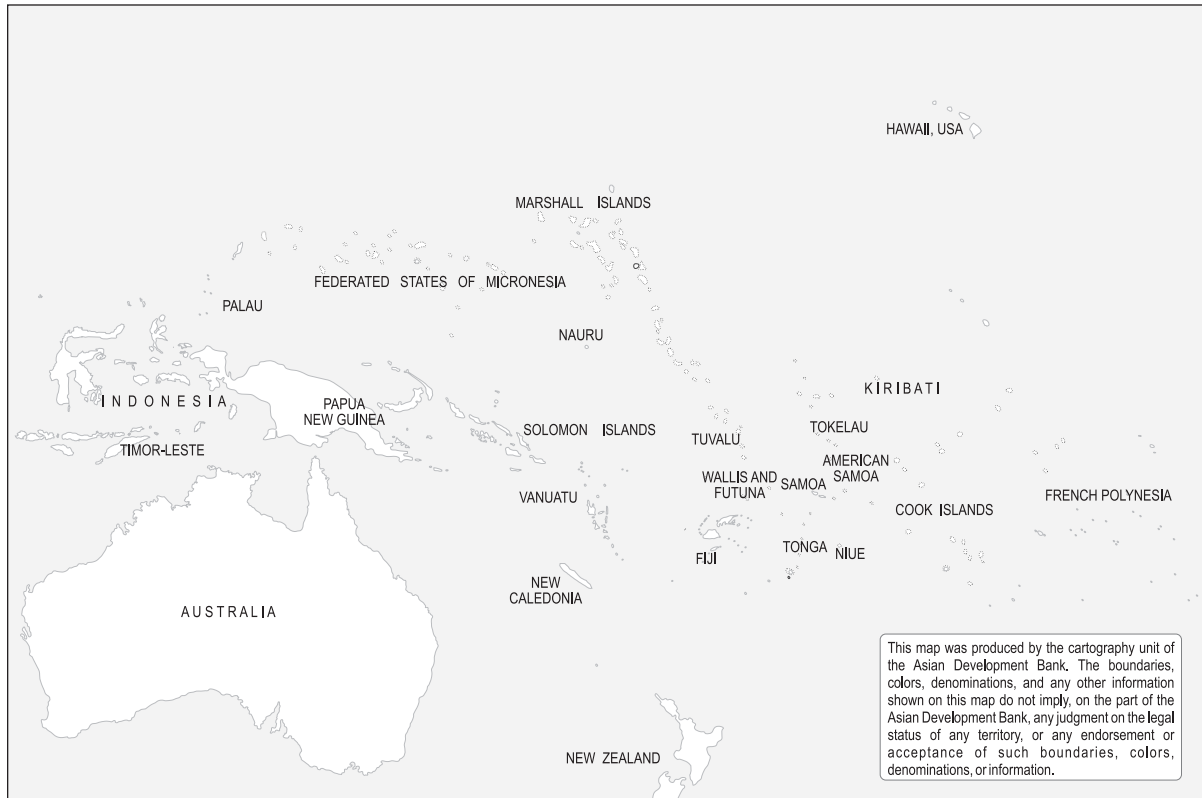 HAWAII, USA
MARSHALL ISLANDS
FEDERATED STATES OF MICRONESIA
PALAU
NAURU
KIRIBATI
INDONESIA
PAPUA
NEW GUINEA
SOLOMON ISLANDS
TUVALU
TOKELAU
TIMOR-LESTE
AMERICAN
SAMOA
WALLIS AND
FUTUNA
SAMOA
VANUATU
COOK ISLANDS
FRENCH POLYNESIA
FIJI
TONGA
NIUE
NEW
CALEDONIA
AUSTRALIA
NEW ZEALAND
This map was produced by the cartography unit of
the Asian Development Bank. The boundaries,
colors, denominations, and any other information
shown on this map do not imply, on the part of the
Asian Development Bank, any judgment on the legal
status of any territory, or any endorsement or
acceptance of such boundaries, colors,
denominations, or information.